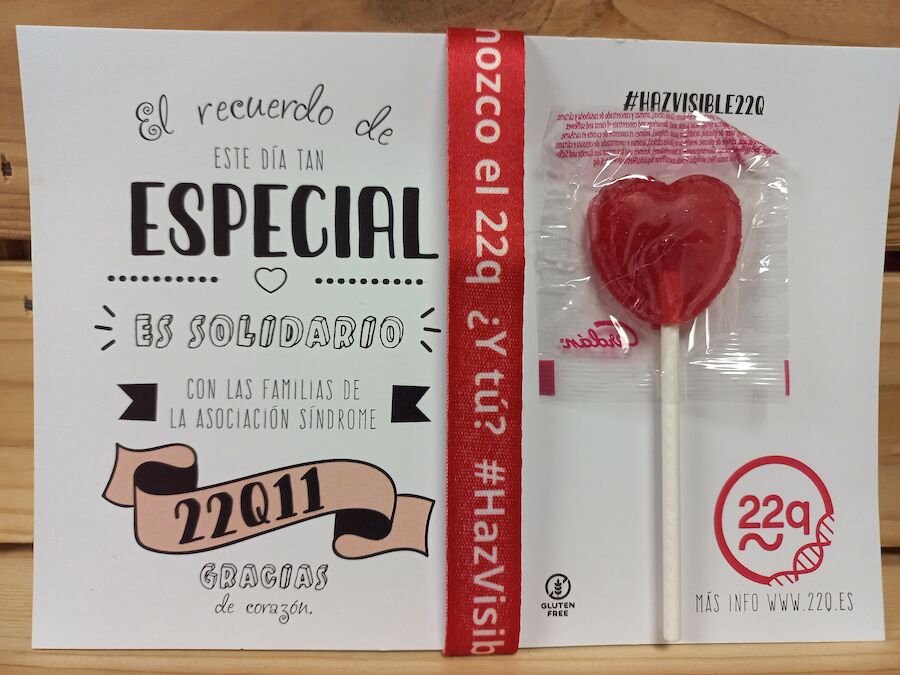 El recuerdo de
ESTE DÍA TAN
ESPECIAL
ES SOLIDARIO
CON LAS FAMILIAS DE
LA ASOCIACIÓN SÍNDROME
22Q11
GRACIAS
de corazón.
nozco el 22q ¿Y tú? #HazVisib
#HAZVISIBLE22Q
Cerdán
GLUTEN
FREE
22q
MÁS INFO WWW.22Q.ES